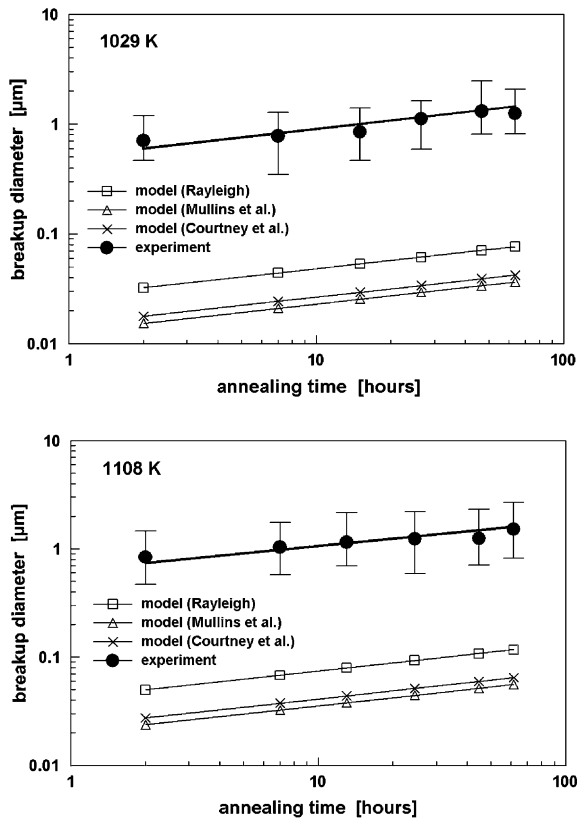 1029 K
10
1
0.1
0.01
breakup diameter [µm]
model (Rayleigh)
model (Mullins et al.)
model (Courtney et al.)
experiment
1 10 100
annealing time [hours]
1108 K
10
1
0.1
0.01
breakup diameter [µm]
model (Rayleigh)
model (Mullins et al.)
model (Courtney et al.)
experiment
1 10 100
annealing time [hours]